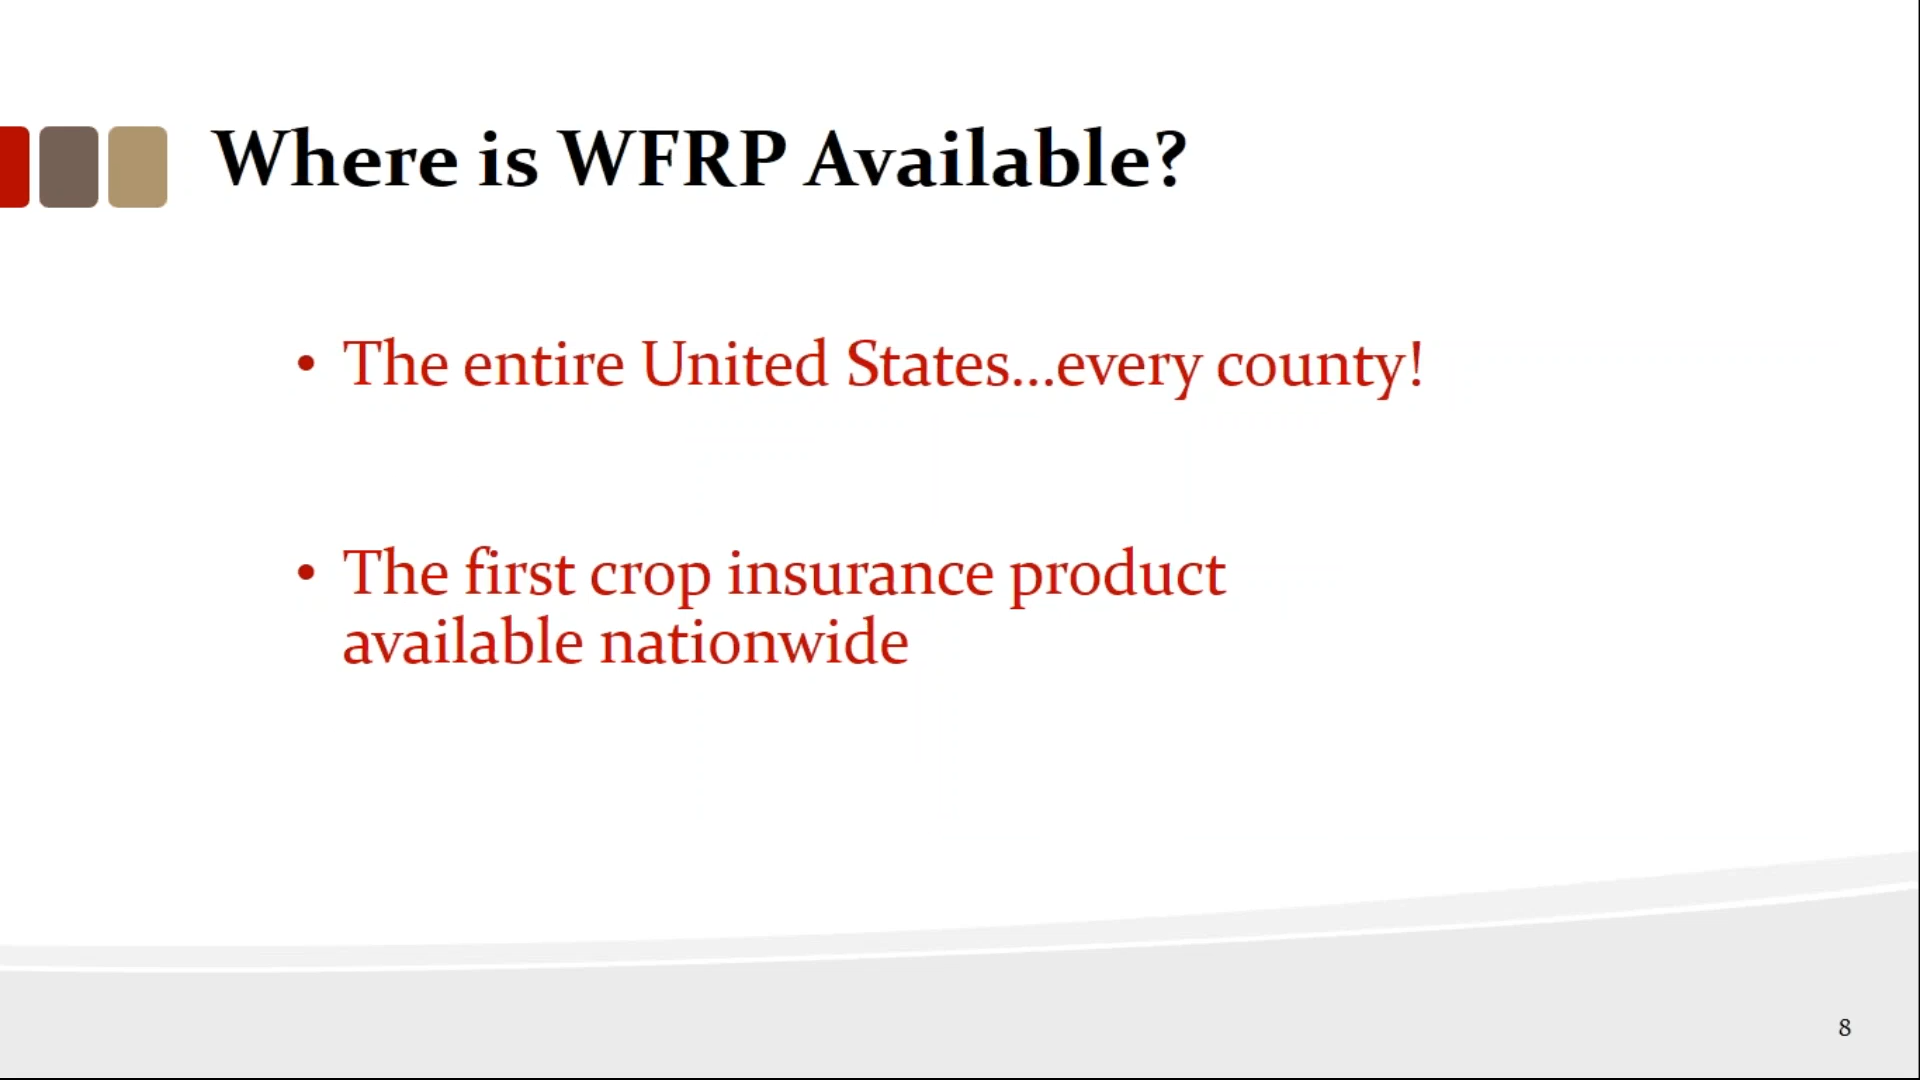 Where is WFRP Available?
• The entire United States...every county!
• The first crop insurance product
available nationwide
8